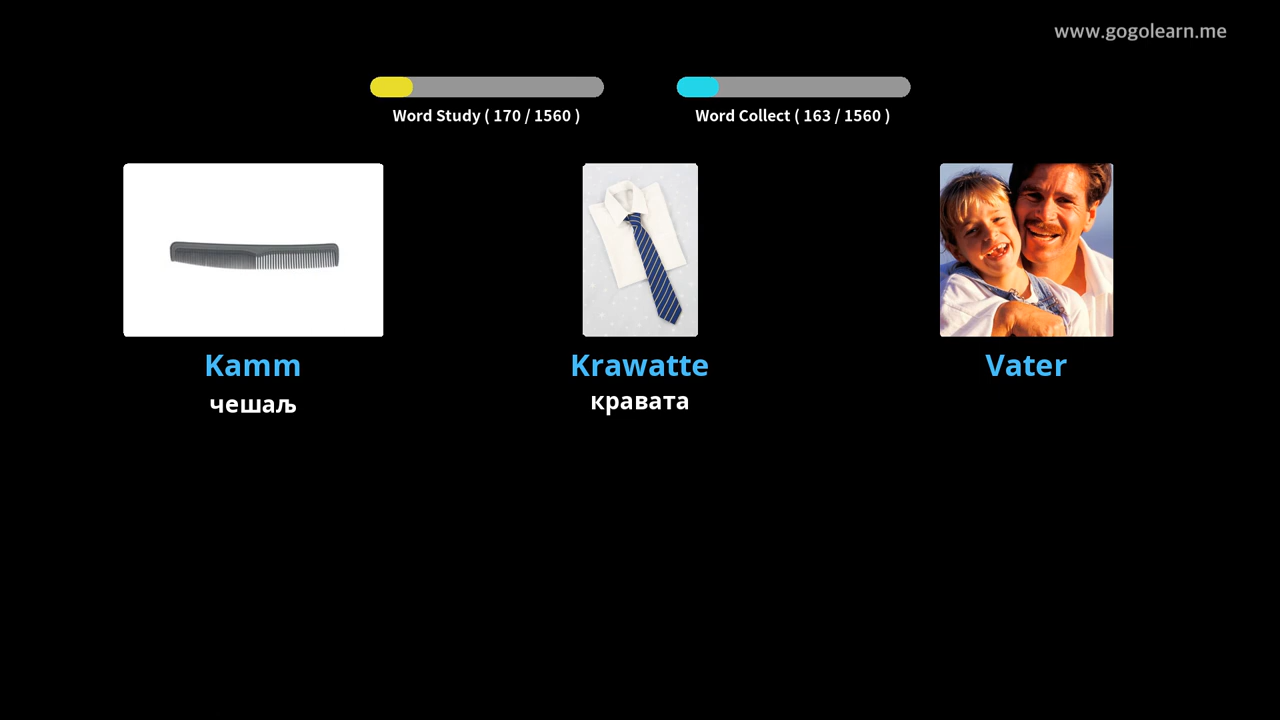 www.gogolearn.me
Word Study ( 170 / 1560 )
Word Collect ( 163 / 1560 )
Kamm
чешаљ
Krawatte
кравата
Vater